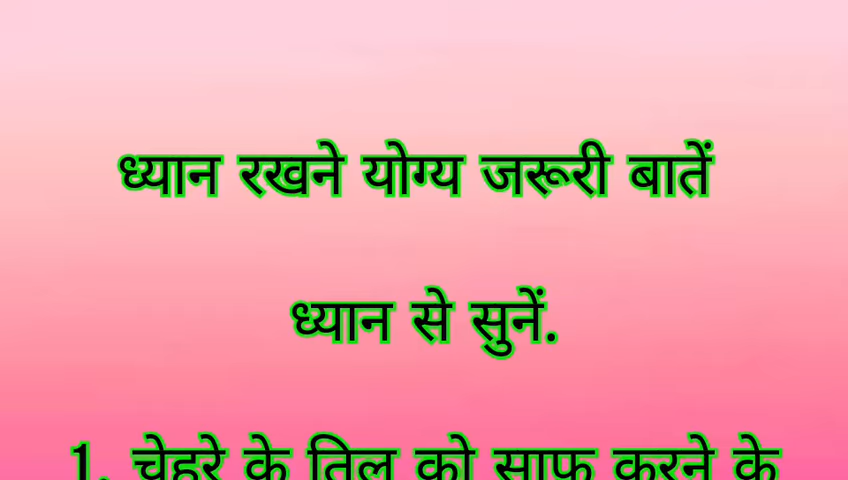 ध्यान रखने योग्य जरूरी बातें
ध्यान से सुनें.
1. चेहरे के तिल को साफ करने के